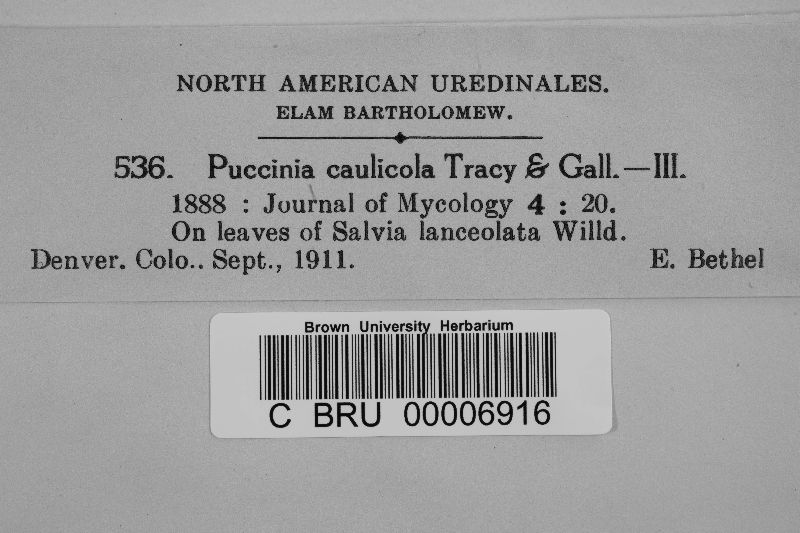 NORTH AMERICAN UREDINALES.
ELAM BARTHOLOMEW.
536. Puccinia caulicola Tracy & Gall.—III.
1888 : Journal of Mycology 4 : 20.
On leaves of Salvia lanceolata Willd.
Denver. Colo.. Sept., 1911. E. Bethel
Brown University Herbarium
C BRU 00006916